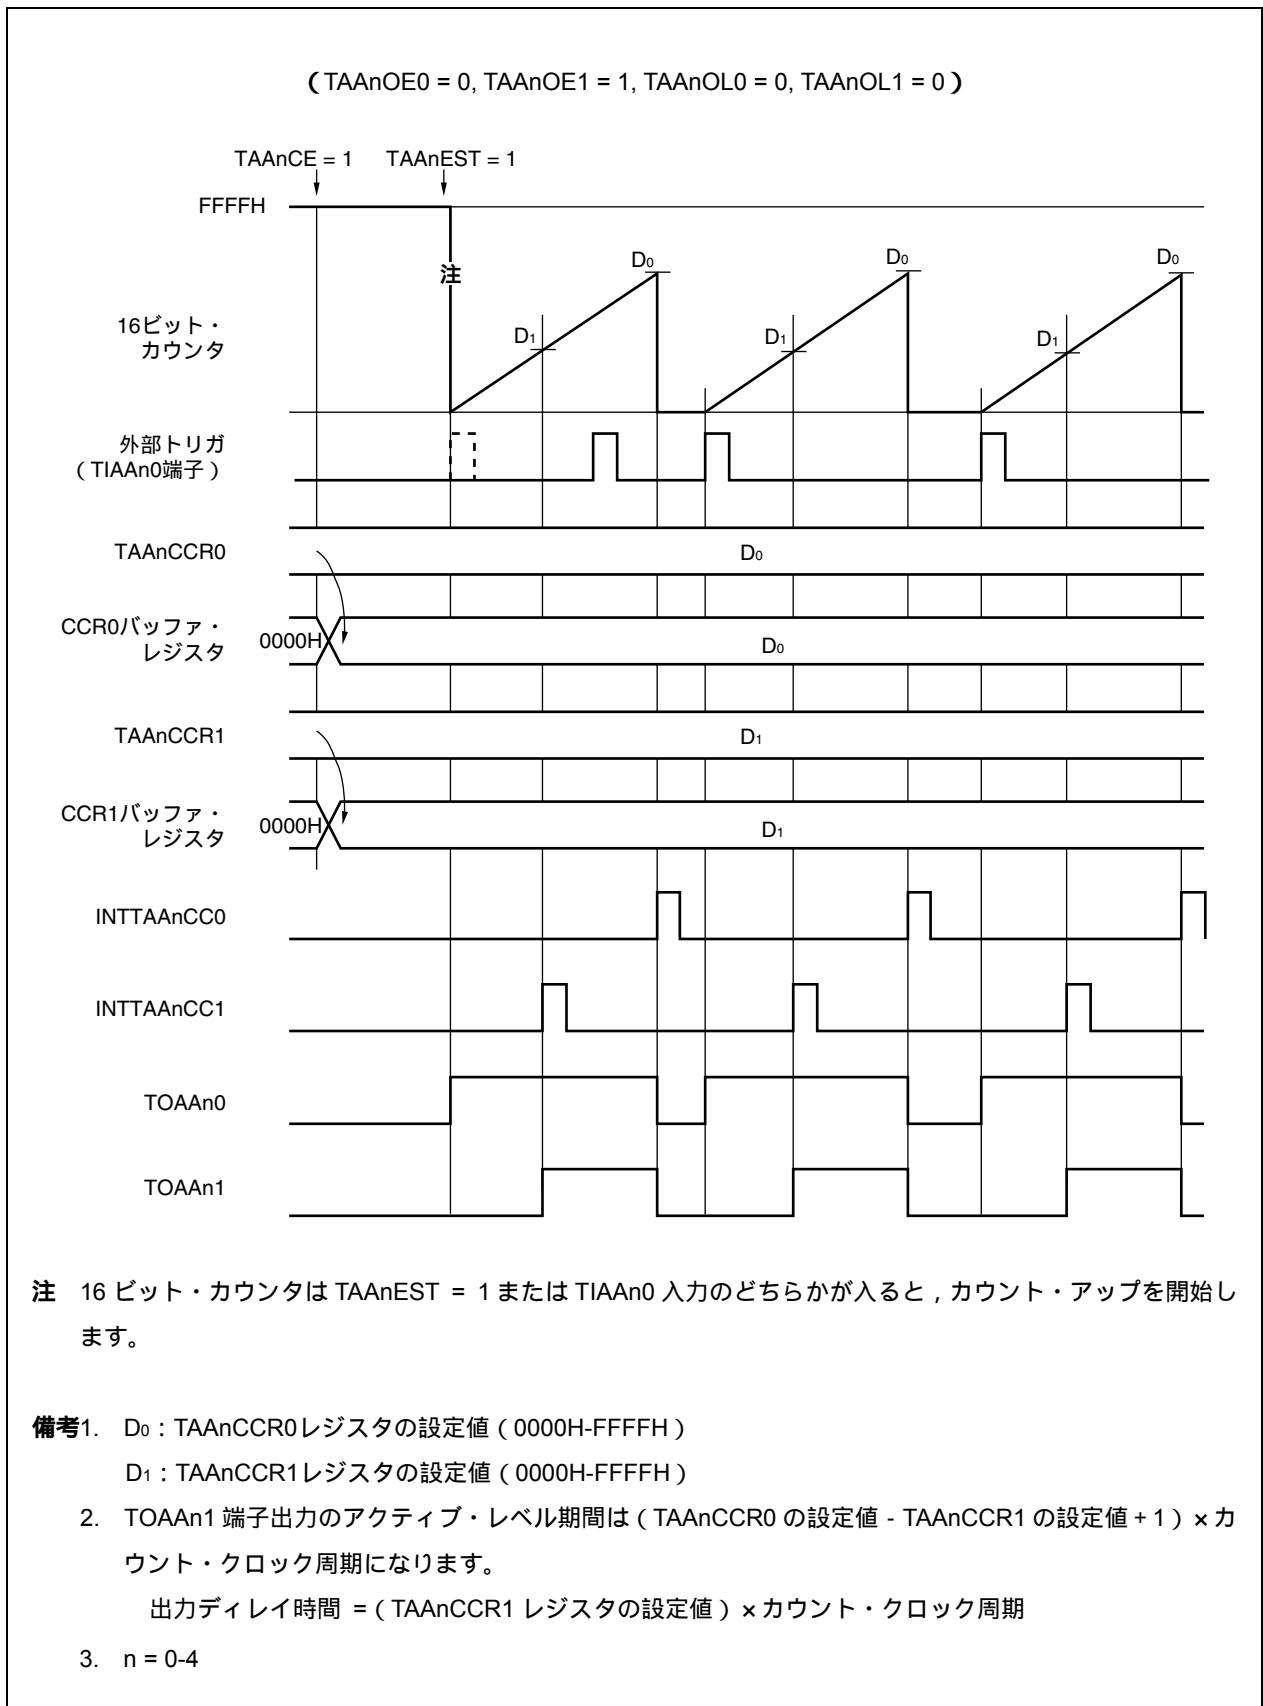 (TAAnOE0 = 0, TAAnOE1 = 1, TAAnOL0 = 0, TAAnOL1 = 0)
TAAnCE = 1 TAAnEST = 1
FFFFH
注
D0 D0 D0
16ビット・
カウンタ
D1 D1 D1
外部トリガ
(TIAAn0端子)
TAAnCCR0
D0
CCR0バッファ・
レジスタ
0000H
D0
TAAnCCR1
D1
CCR1バッファ・
レジスタ
0000H
D1
INTTAAnCC0
INTTAAnCC1
TOAAn0
TOAAn1
注 16 ビット・カウンタは TAAnEST = 1 または TIAAn0 入力のどちらかが入ると,カウント・アップを開始し
ます。
備考1. D0:TAAnCCR0レジスタの設定値(0000H-FFFFH)
D1:TAAnCCR1レジスタの設定値(0000H-FFFFH)
2. TOAAn1 端子出力のアクティブ・レベル期間は(TAAnCCR0 の設定値 - TAAnCCR1 の設定値 + 1)×カ
ウント・クロック周期になります。
出力ディレイ時間 =(TAAnCCR1 レジスタの設定値)×カウント・クロック周期
3. n = 0-4